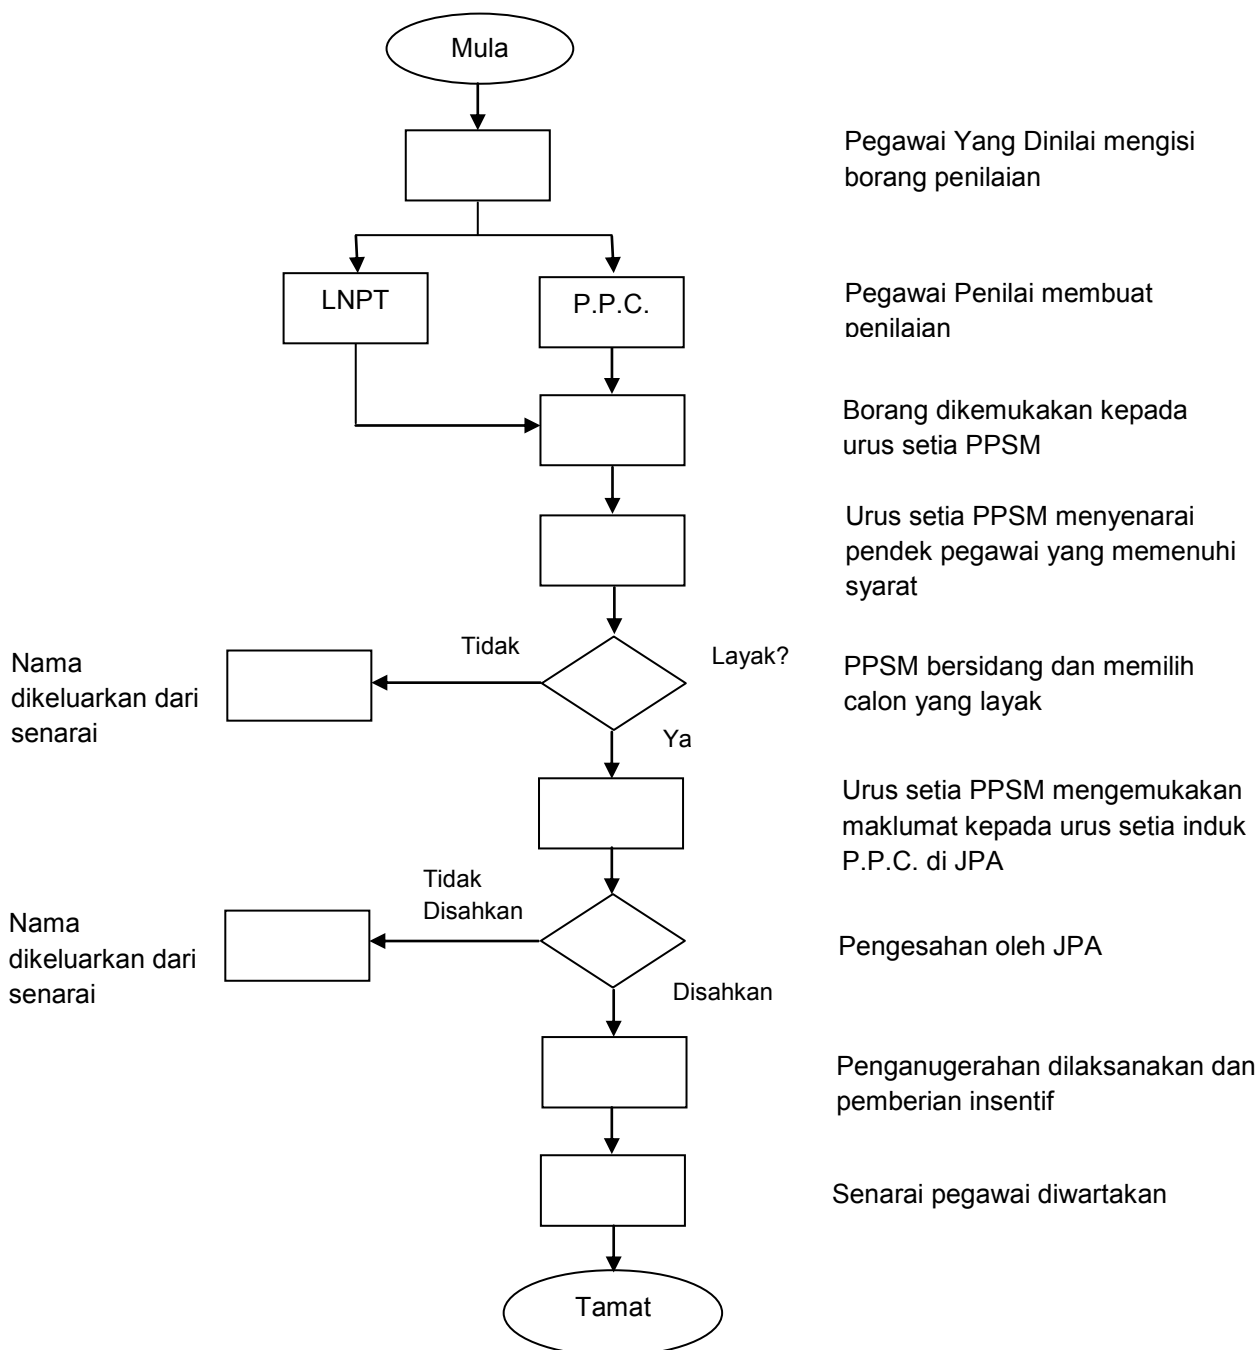 Mula
Pegawai Yang Dinilai mengisi
borang penilaian
LNPT
P.P.C.
Pegawai Penilai membuat
penilaian
Borang dikemukakan kepada
urus setia PPSM
Urus setia PPSM menyenarai
pendek pegawai yang memenuhi
syarat
Nama
dikeluarkan dari
senarai
Tidak
Layak?
PPSM bersidang dan memilih
calon yang layak
Ya
Urus setia PPSM mengemukakan
maklumat kepada urus setia induk
P.P.C. di JPA
Nama
dikeluarkan dari
senarai
Tidak
Disahkan
Pengesahan oleh JPA
Disahkan
Penganugerahan dilaksanakan dan
pemberian insentif
Senarai pegawai diwartakan
Tamat